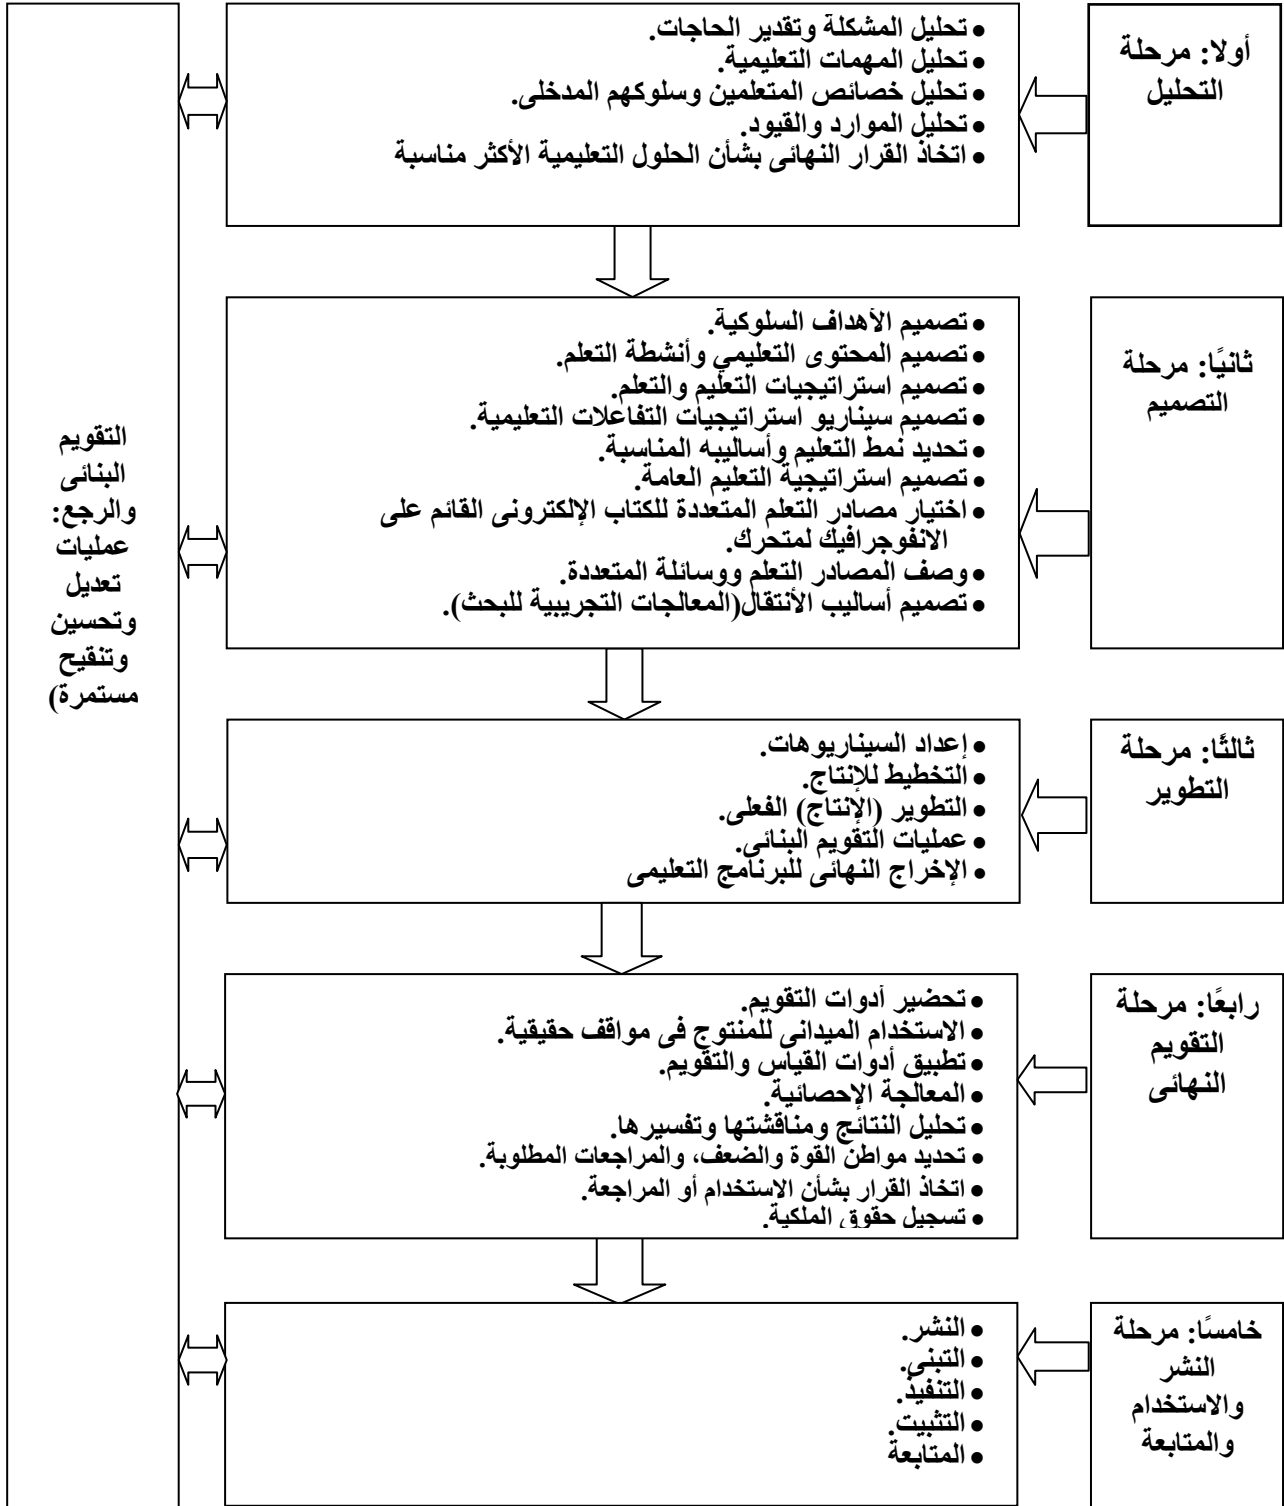 أولا: مرحلة
التحليل
• تحليل المشكلة وتقدير الحاجات.
• تحليل المهمات التعليمية.
• تحليل خصائص المتعلمين وسلوكهم المدخلى.
• تحليل الموارد والقيود.
• اتخاذ القرار النهائى بشأن الحلول التعليمية الأكثر مناسبة
ثانيًا: مرحلة
التصميم
• تصميم الأهداف السلوكية.
• تصميم المحتوى التعليمي وأنشطة التعلم.
• تصميم استراتيجيات التعليم والتعلم.
• تصميم سيناريو استراتيجيات التفاعلات التعليمية.
• تحديد نمط التعليم وأساليبه المناسبة.
• تصميم استراتيجية التعليم العامة.
• اختيار مصادر التعلم المتعددة للكتاب الإلكترونى القائم على
الانفوجرافيك لمتحرك.
• وصف المصادر التعلم ووسائلة المتعددة.
• تصميم أساليب الأنتقال(المعالجات التجريبية للبحث).
ثالثًا: مرحلة
التطوير
• إعداد السيناريوهات.
• التخطيط للإنتاج.
• التطوير (الإنتاج) الفعلى.
• عمليات التقويم البنائى.
• الإخراج النهائى للبرنامج التعليمى
رابعًا: مرحلة
التقويم
النهائى
• تحضير أدوات التقويم.
• الاستخدام الميدانى للمنتوج فى مواقف حقيقية.
• تطبيق أدوات القياس والتقويم.
• المعالجة الإحصائية.
• تحليل النتائج ومناقشتها وتفسيرها.
• تحديد مواطن القوة والضعف، والمراجعات المطلوبة.
• اتخاذ القرار بشأن الاستخدام أو المراجعة.
• تسجيل حقوق الملكية.
خامسًا: مرحلة
النشر
والاستخدام
والمتابعة
• النشر.
• التبنى.
• التنفيذ.
• التثبيت.
• المتابعة
التقويم
البنائى
والرجع:
عمليات
تعديل
وتحسين
وتنقيح
مستمرة)